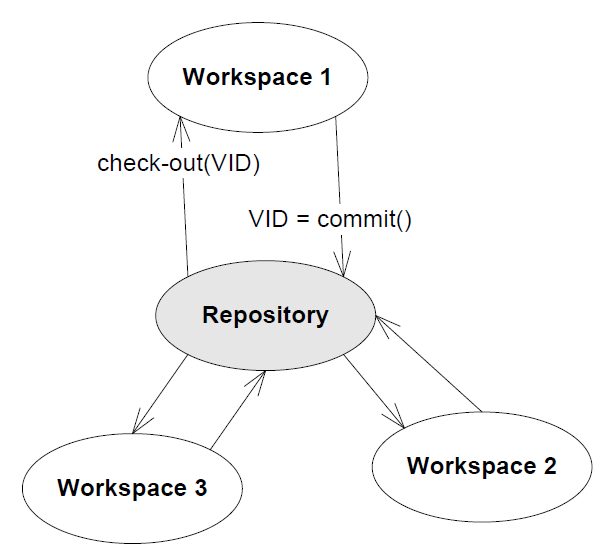 Workspace 1
check-out(VID)
VID = commit()
Repository
Workspace 2
Workspace 3